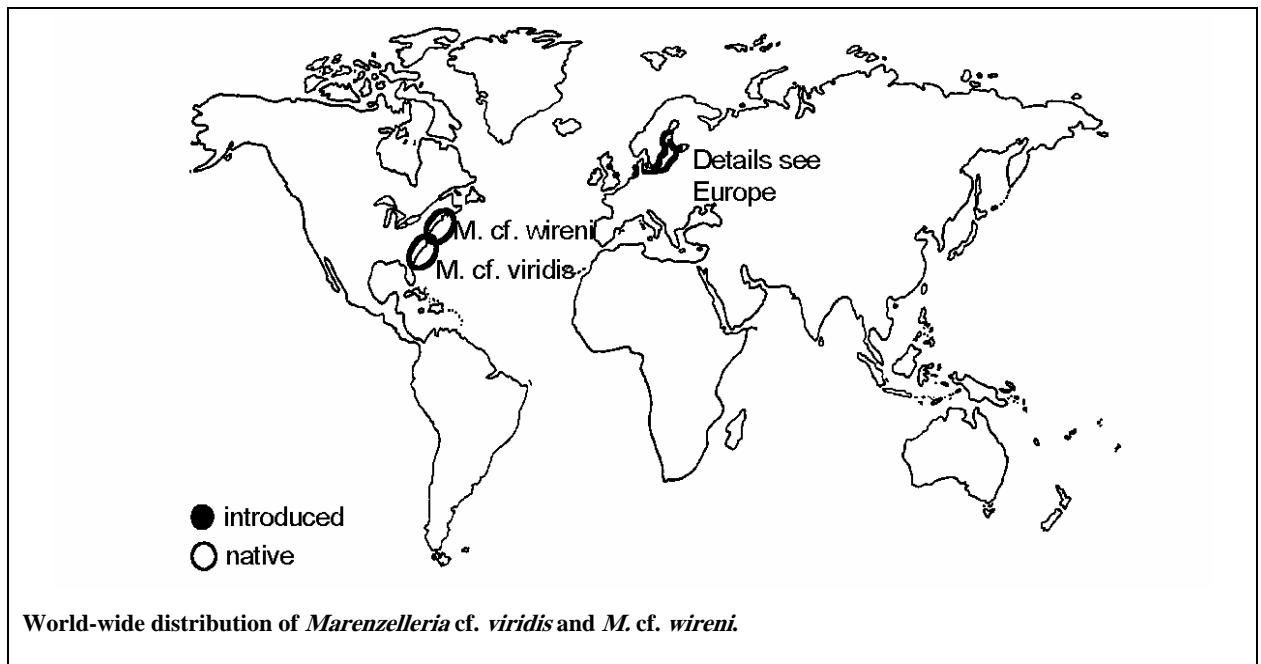 Details see
Europe
M. cf. wireni
M. cf. viridis
introduced
native
World-wide distribution of Marenzelleria cf. viridis and M. cf. wireni.